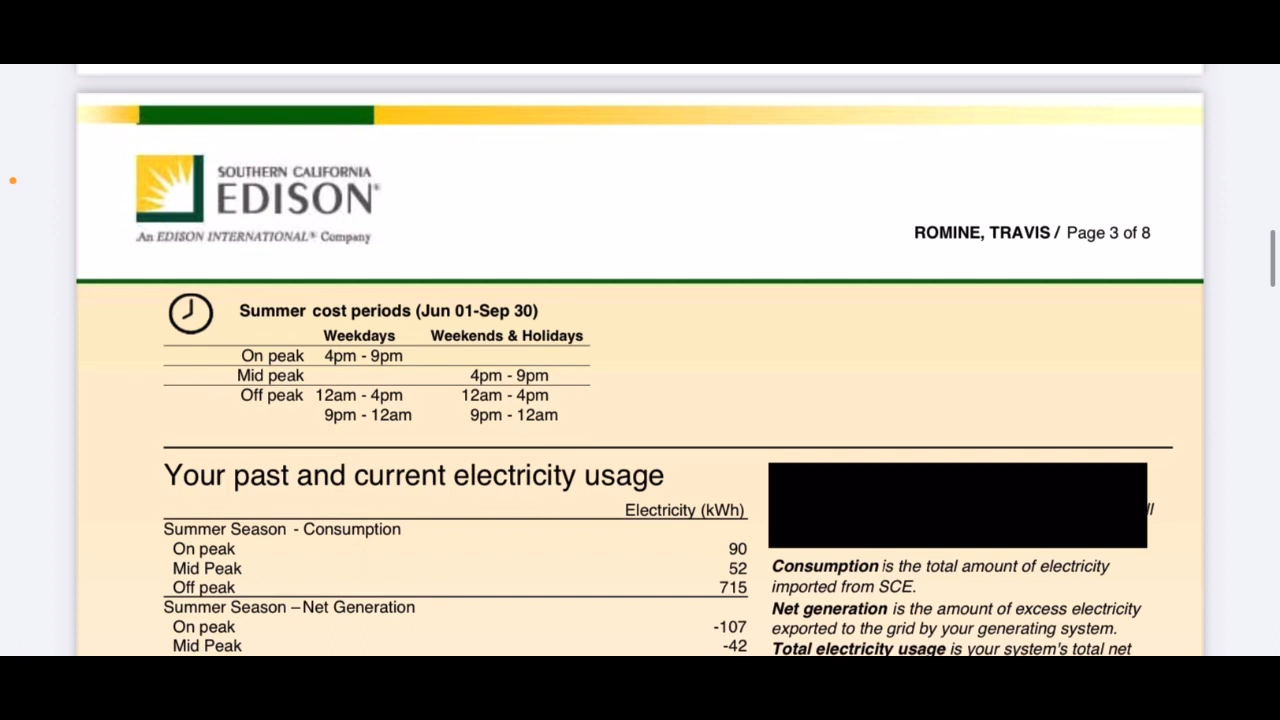 SOUTHERN CALIFORNIA
EDISON®
An EDISON INTERNATIONAL® Company
ROMINE, TRAVIS / Page 3 of 8
Summer cost periods (Jun 01-Sep 30)
Weekdays Weekends & Holidays
On peak 4pm - 9pm
Mid peak 4pm - 9pm
Off peak 12am - 4pm 12am - 4pm
9pm - 12am 9pm - 12am
Your past and current electricity usage
Electricity (kWh)
Summer Season - Consumption
On peak 90
Mid Peak 52
Off peak 715
Summer Season – Net Generation
On peak -107
Mid Peak -42
Consumption is the total amount of electricity
imported from SCE.
Net generation is the amount of excess electricity
exported to the grid by your generating system.
Total electricity usage is your system's total net